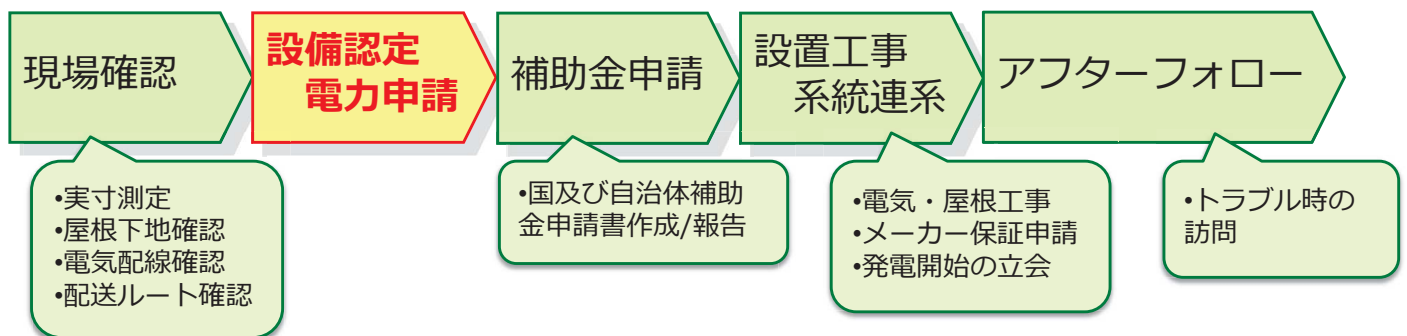 現場確認
設備認定
電力申請
補助金申請
設置工事
系統連系
アフターフォロー
•実寸測定
•屋根下地確認
•電気配線確認
•配送ルート確認
•国及び自治体補助
金申請書作成/報告
•電気・屋根工事
•メーカー保証申請
•発電開始の立会
•トラブル時の
訪問